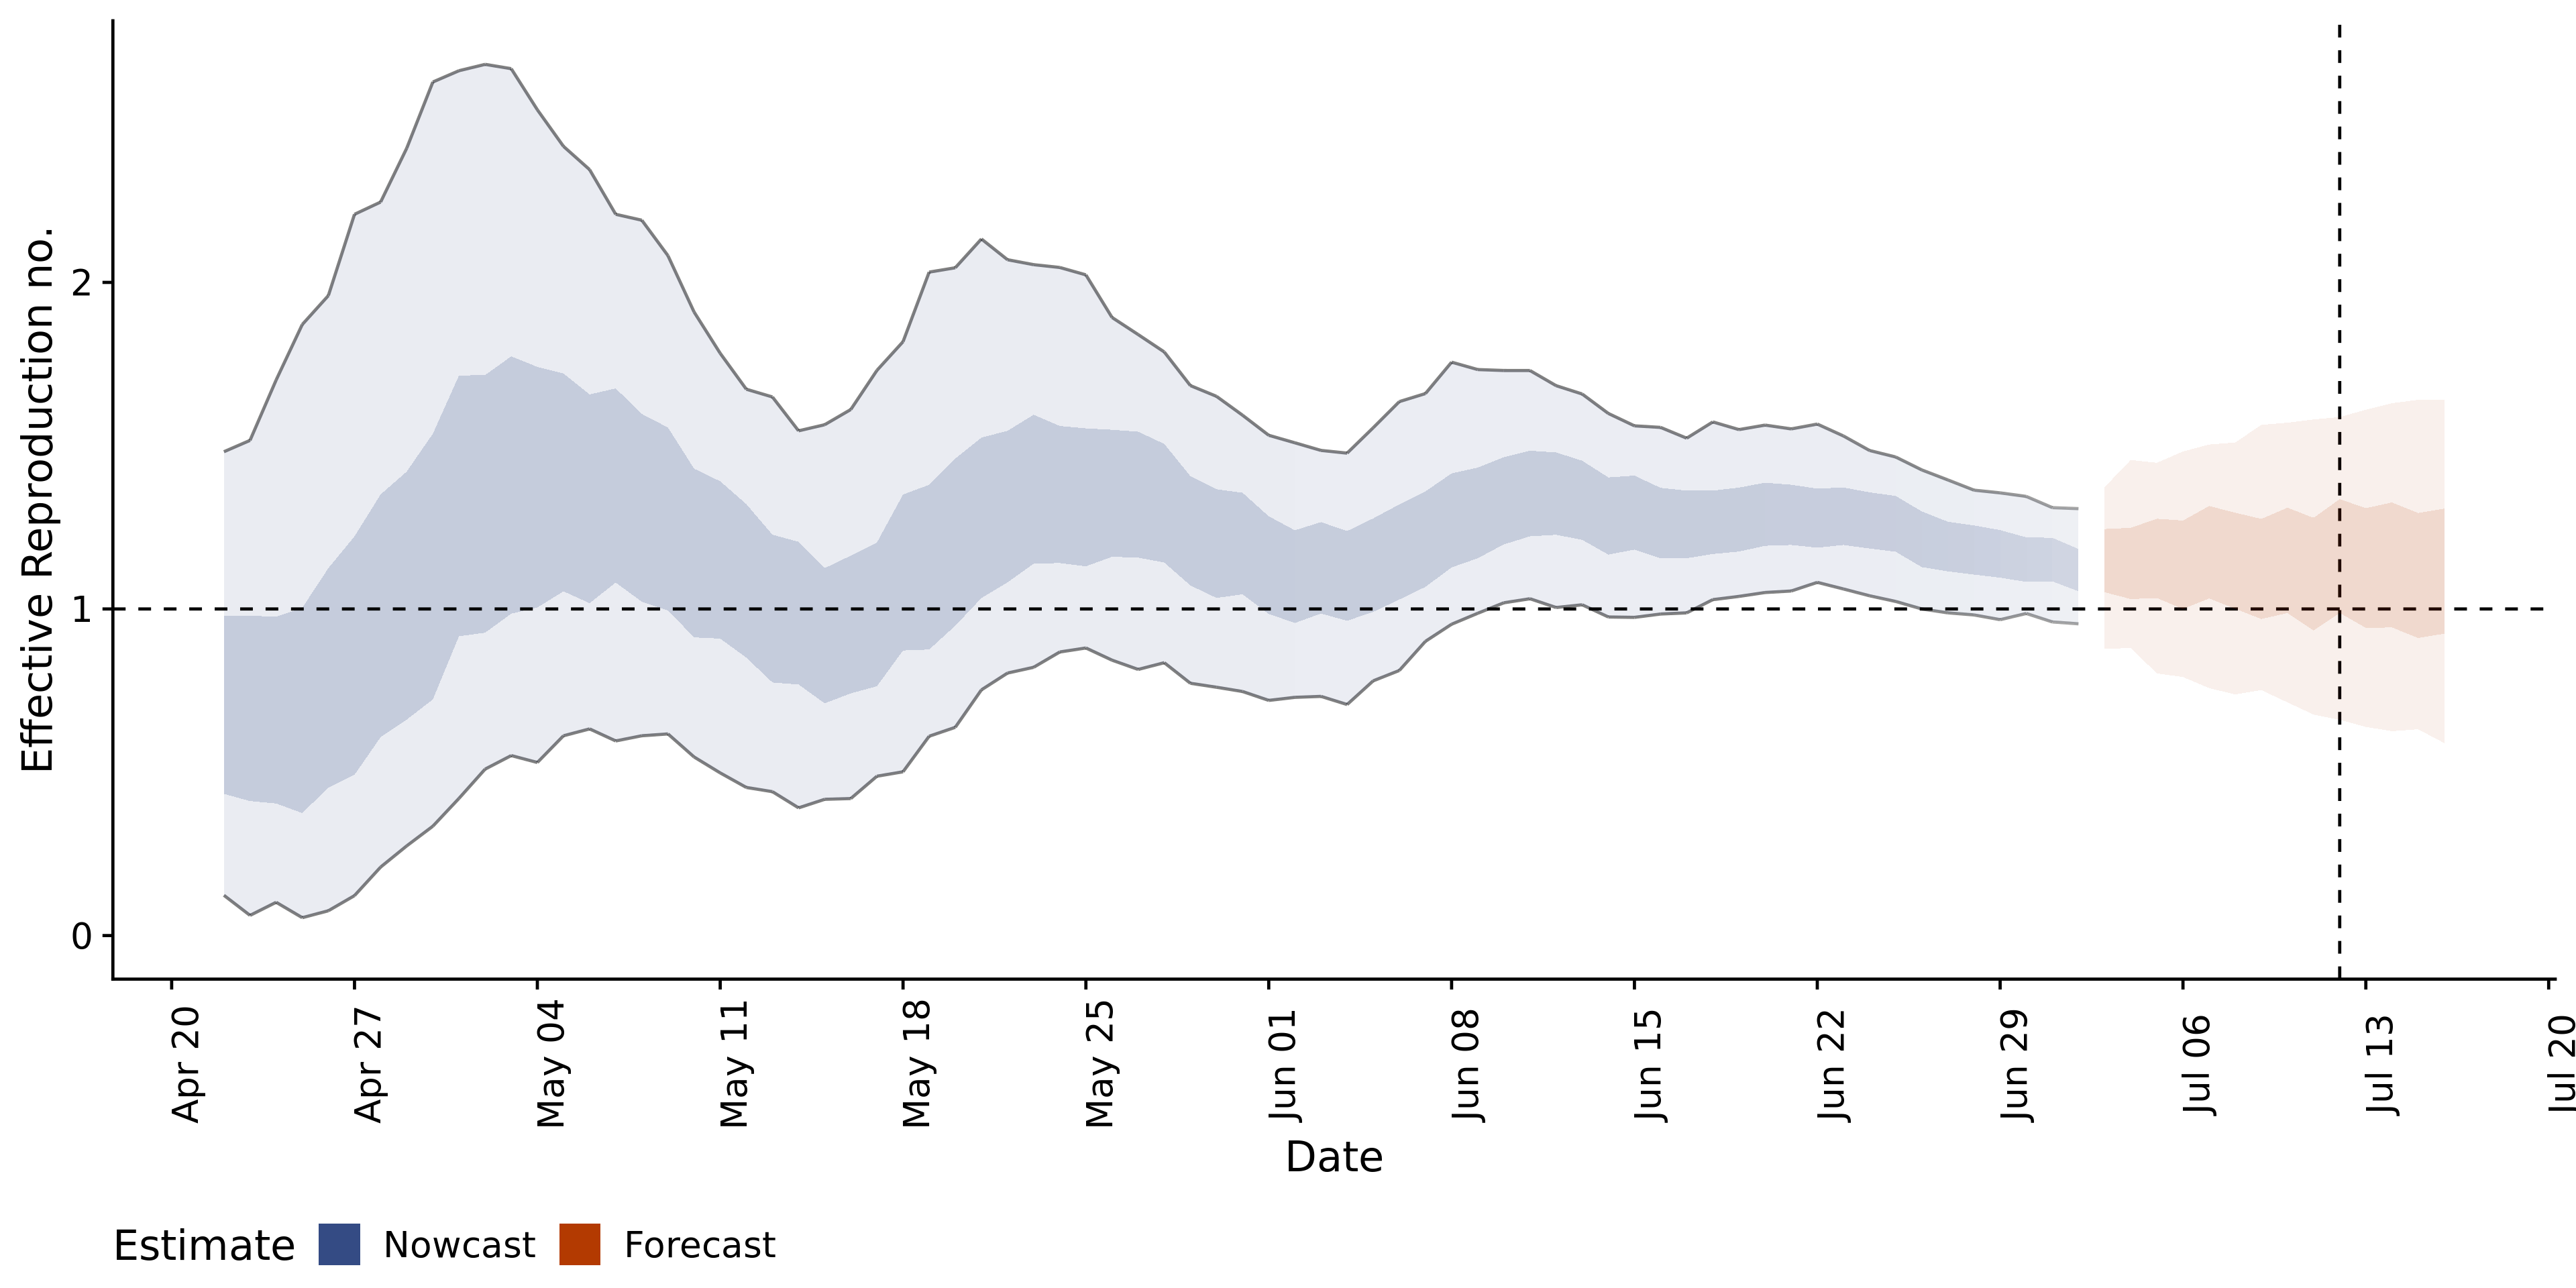 Effective Reproduction no.
2
1
0
Apr 20
Apr 27
May 04
May 11
May 18
May 25
Jun 01
Jun 08
Jun 15
Jun 22
Jun 29
Jul 06
Jul 13
Jul 20
Date
Estimate Nowcast Forecast